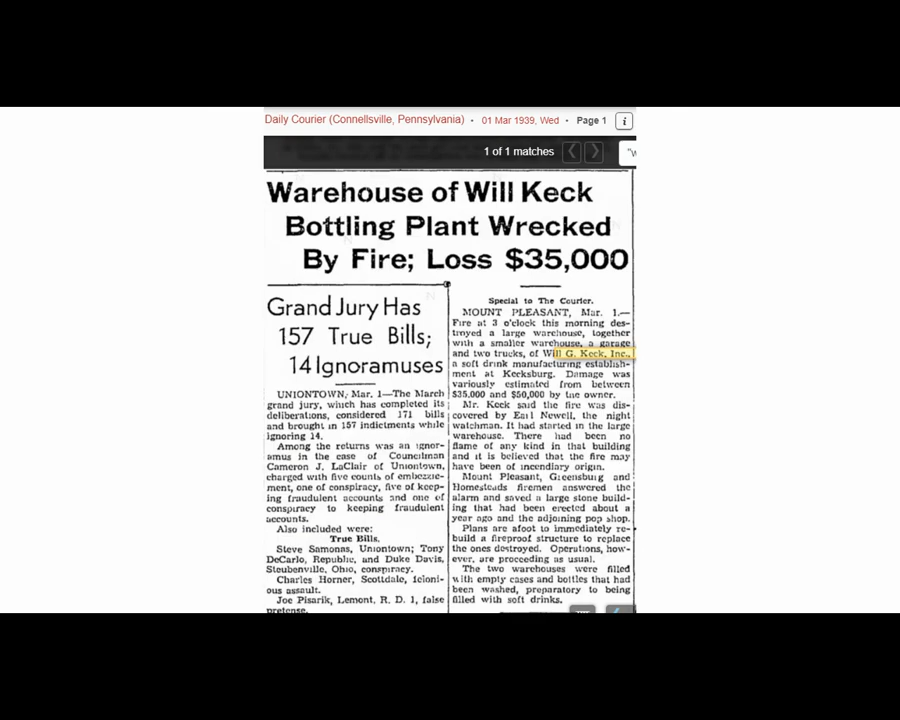 Daily Courier (Connellsville, Pennsylvania) · 01 Mar 1939, Wed · Page 1
1 of 1 matches
Warehouse of Will Keck
Bottling Plant Wrecked
By Fire; Loss $35,000
Grand Jury Has
157 True Bills;
14 Ignoramuses
UNIONTOWN, Mar. 1—The March
grand jury, which has completed its
deliberations, considered 171 bills
and brought in 157 indictments while
ignoring 14.
Among the returns was an ignor-
amus in the case of Councilman
Cameron J. LaClair of Uniontown,
charged with five counts of embezzle-
ment, one of conspiracy, five of keep-
ing fraudulent accounts and one of
conspiracy to keeping fraudulent
accounts.
Also included were:
True Bills.
Steve Samonas, Uniontown; Tony
DeCarlo, Republic, and Duke Davis,
Steubenville, Ohio, conspiracy.
Charles Horner, Scottdale, feloni-
ous assault.
Joe Pisarik, Lemont, R. D. 1, false
pretense.
Special to The Courier.
MOUNT PLEASANT, Mar. 1.—
Fire at 3 o'clock this morning des-
troyed a large warehouse, together
with a smaller warehouse, a garage
and two trucks, of Will G. Keck, Inc.,
a soft drink manufacturing establish-
ment at Kecksburg. Damage was
variously estimated from between
$35,000 and $50,000 by the owner.
Mr. Keck said the fire was dis-
covered by Earl Newell, the night
watchman. It had started in the large
warehouse. There had been no
flame of any kind in that building
and it is believed that the fire may
have been of incendiary origin.
Mount Pleasant, Greensburg and
Homesteads firemen answered the
alarm and saved a large stone build-
ing that had been erected about a
year ago and the adjoining pop shop.
Plans are afoot to immediately re-
build a fireproof structure to replace
the ones destroyed. Operations, how-
ever, are proceeding as usual.
The two warehouses were filled
with empty cases and bottles that had
been washed, preparatory to being
filled with soft drinks.